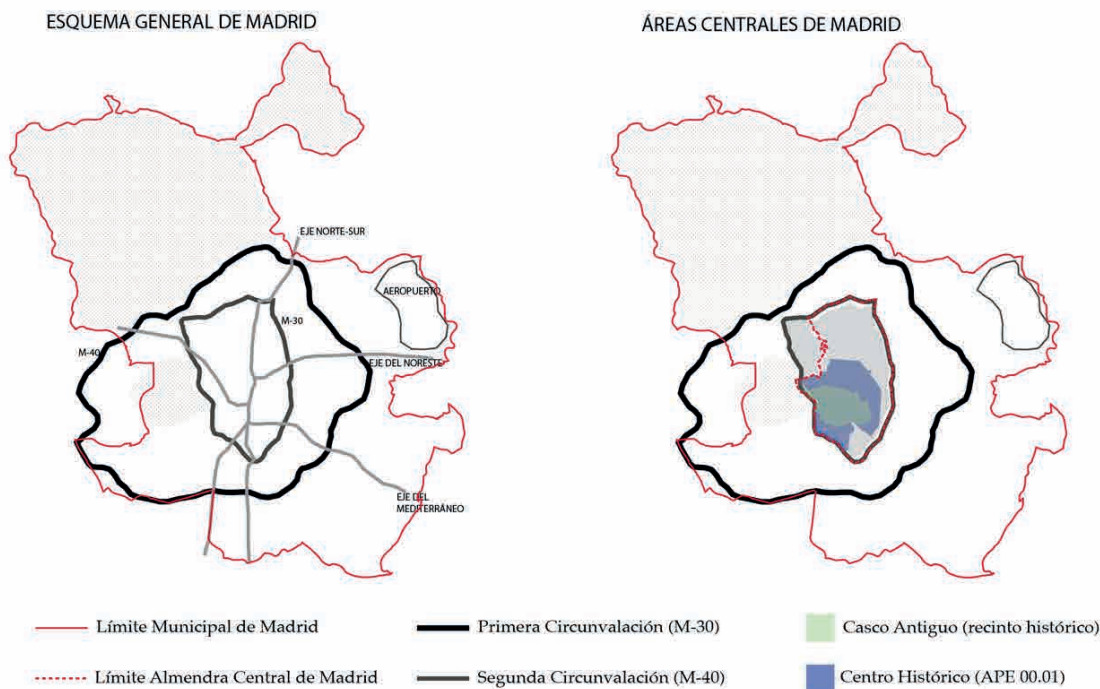 ESQUEMA GENERAL DE MADRID
ÁREAS CENTRALES DE MADRID
EJE NORTE-SUR
AEROPUERTO
M-30
M-40
EJE DEL NORESTE
EJE DEL
MEDITERRÁNEO
Límite Municipal de Madrid
Primera Circunvalación (M-30)
Casco Antiguo (recinto histórico)
Límite Almendra Central de Madrid
Segunda Circunvalación (M-40)
Centro Histórico (APE 00.01)